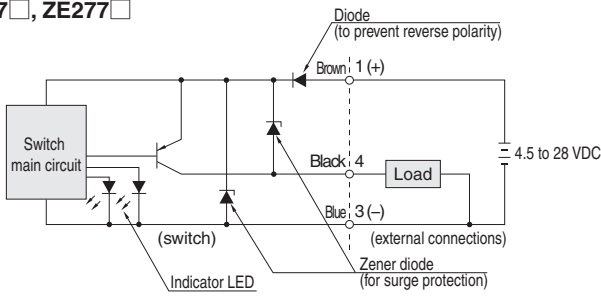 7□, ZE277□
Diode
(to prevent reverse polarity)
Brown 1 (+)
Switch
main circuit
4.5 to 28 VDC
Black 4
Load
Blue 3 (–)
(switch)
(external connections)
Indicator LED
Zener diode
(for surge protection)